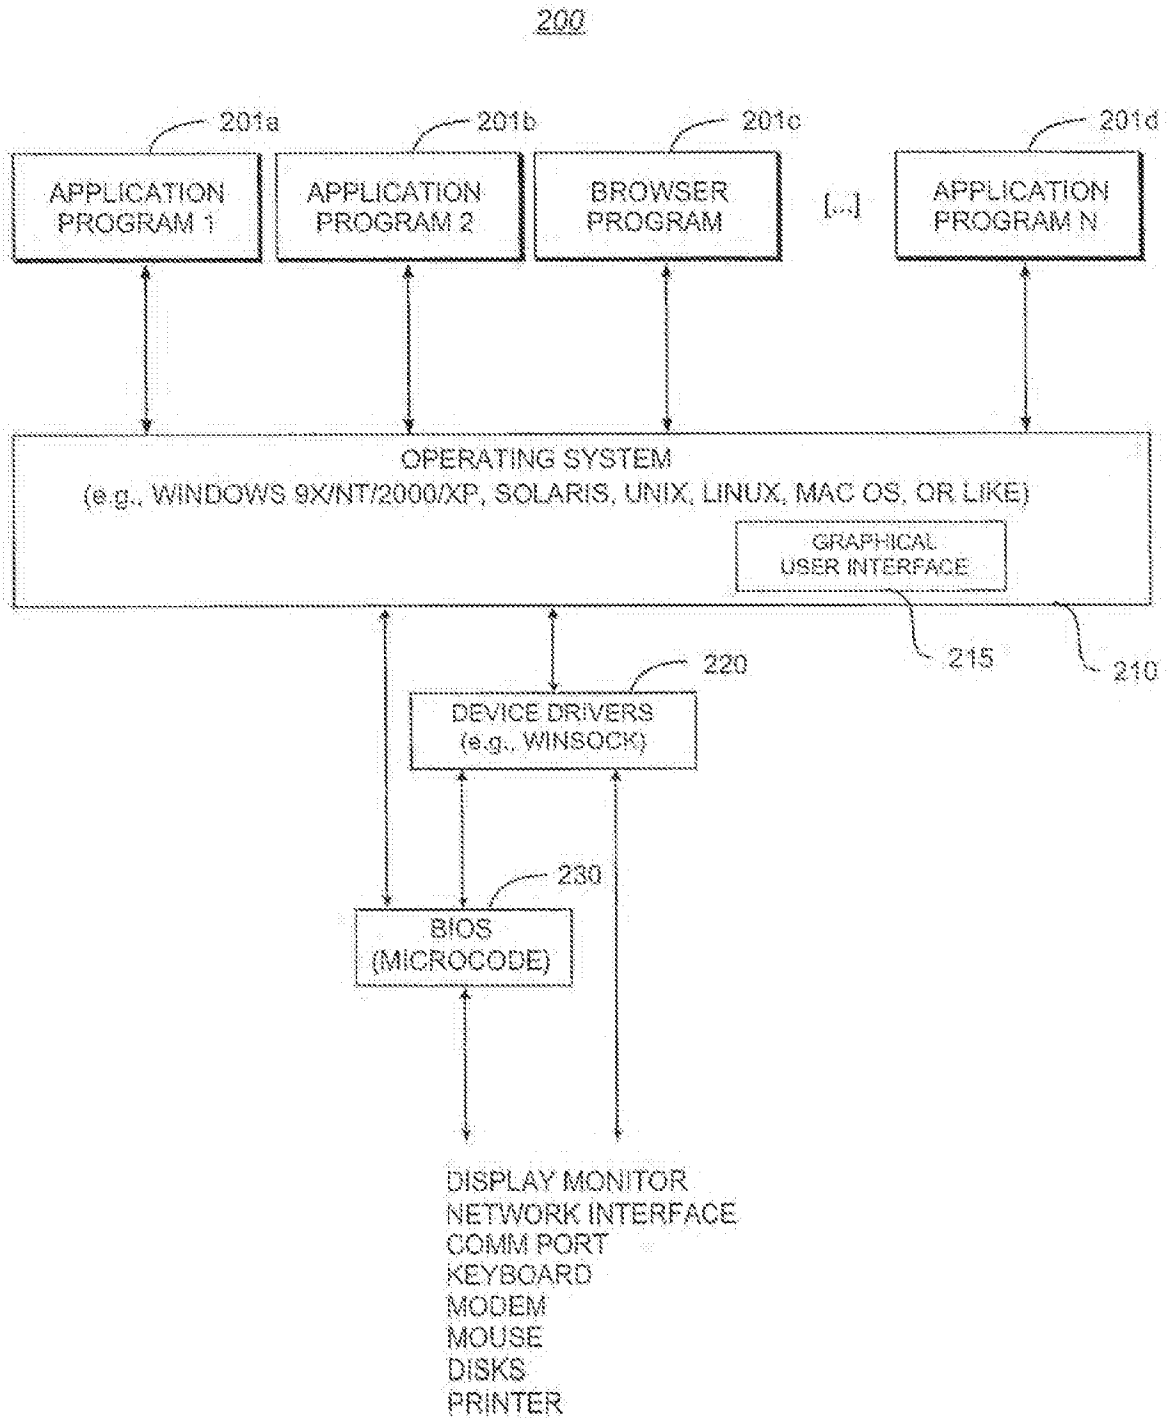 200
201a
201b
201c
201d
APPLICATION
PROGRAM 1
APPLICATION
PROGRAM 2
BROWSER
PROGRAM
[...]
APPLICATION
PROGRAM N
OPERATING SYSTEM
(e.g., WINDOWS 9X/NT/2000/XP, SOLARIS, UNIX, LINUX, MAC OS, OR LIKE)
GRAPHICAL
USER INTERFACE
215
210
220
DEVICE DRIVERS
(e.g., WINSOCK)
230
BIOS
(MICROCODE)
DISPLAY MONITOR
NETWORK INTERFACE
COMM PORT
KEYBOARD
MODEM
MOUSE
DISKS
PRINTER